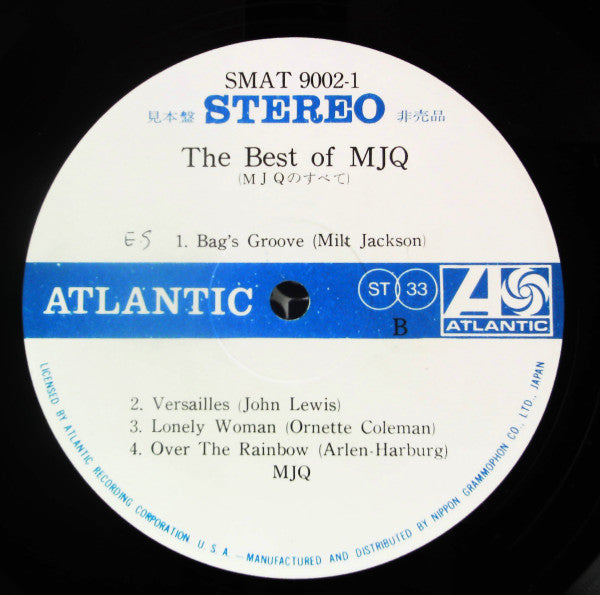 SMAT 9002-1
見本盤 STEREO 非売品
The Best of MJQ
(MJQのすべて)
E.S
1. Bag's Groove (Milt Jackson)
ATLANTIC
ST 33
ATLANTIC
B
2. Versailles (John Lewis)
3. Lonely Woman (Ornette Coleman)
4. Over The Rainbow (Arlen-Harburg)
MJQ
LICENSED BY ATLANTIC RECORDING CORPORATION U.S.A. — MANUFACTURED AND DISTRIBUTED BY NIPPON GRAMMOPHON CO., LTD., JAPAN